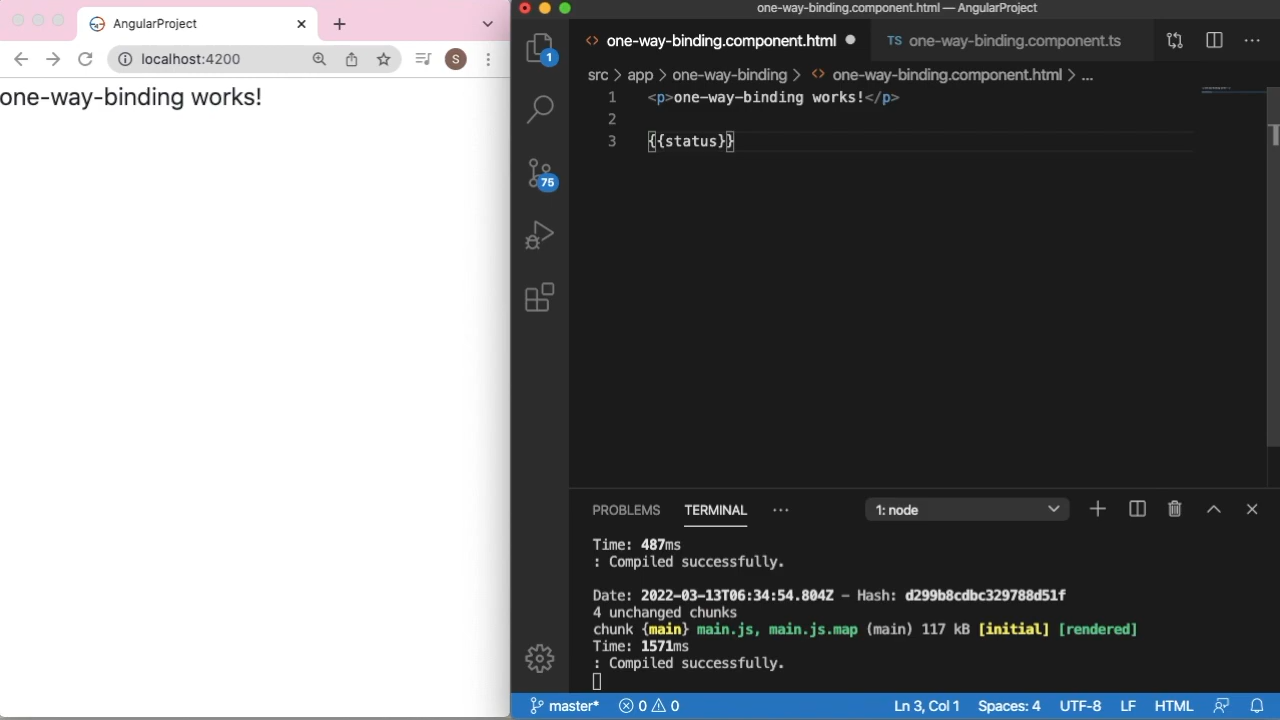 AngularProject
localhost:4200
S
one-way-binding works!
one-way-binding.component.html — AngularProject
one-way-binding.component.html
TS one-way-binding.component.ts
src > app > one-way-binding > <> one-way-binding.component.html > ...
1 <p>one-way-binding works!</p>
2
3 {{status}}
1
75
PROBLEMS TERMINAL ... 1: node
Time: 487ms
: Compiled successfully.
Date: 2022-03-13T06:34:54.804Z - Hash: d299b8cdbc329788d51f
4 unchanged chunks
chunk {main} main.js, main.js.map (main) 117 kB [initial] [rendered]
Time: 1571ms
: Compiled successfully.
master* 0 0 Ln 3, Col 1 Spaces: 4 UTF-8 LF HTML